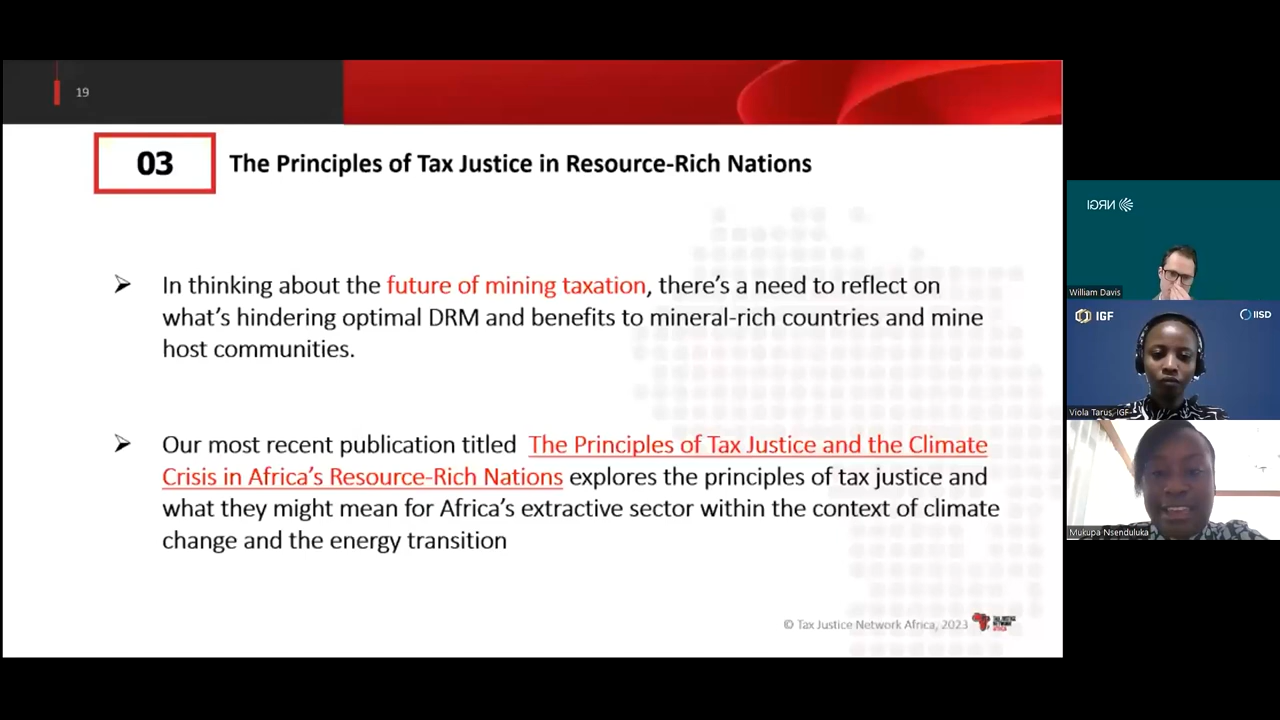 19
03
The Principles of Tax Justice in Resource-Rich Nations
In thinking about the future of mining taxation, there's a need to reflect on
what's hindering optimal DRM and benefits to mineral-rich countries and mine
host communities.
Our most recent publication titled The Principles of Tax Justice and the Climate
Crisis in Africa's Resource-Rich Nations explores the principles of tax justice and
what they might mean for Africa's extractive sector within the context of climate
change and the energy transition
© Tax Justice Network Africa, 2023
TAX JUSTICE
NETWORK
AFRICA
NRGI
William Davis
IGF
IISD
Viola Tarus, IGF
Mukupa Nsenduluka